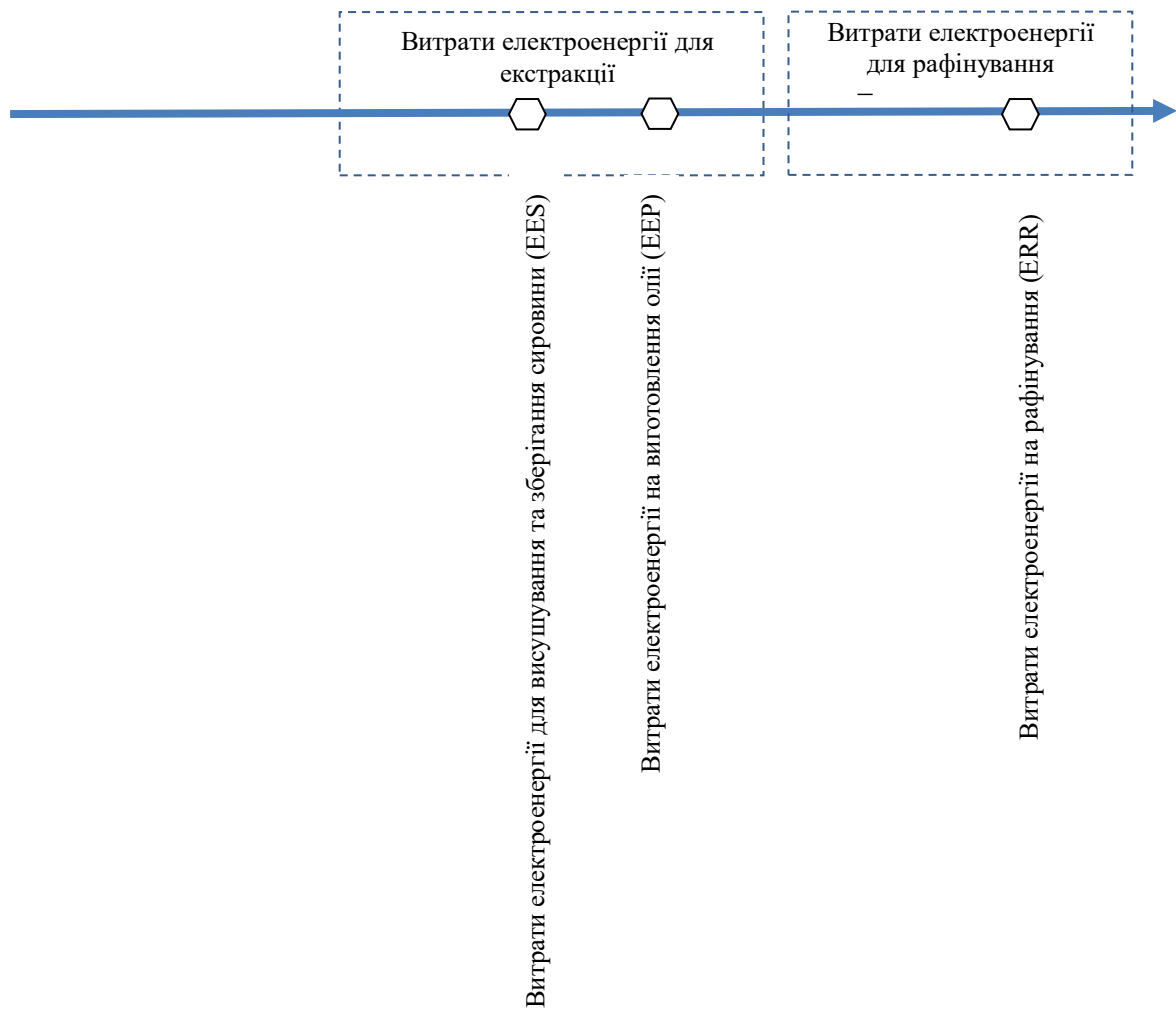 Витрати електроенергії для
екстракції
Витрати електроенергії
для рафінування
–
Витрати електроенергії для висушування та зберігання сировини (EES)
Витрати електроенергії на виготовлення олії (EEP)
Витрати електроенергії на рафінування (ERR)